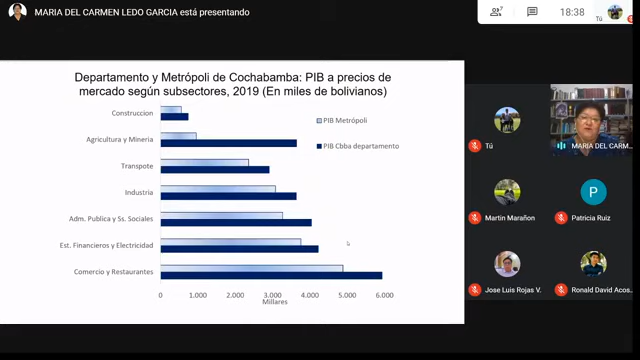 MARIA DEL CARMEN LEDO GARCIA está presentando
7
18:38
Tú
Departamento y Metrópoli de Cochabamba: PIB a precios de
mercado según subsectores, 2019 (En miles de bolivianos)
Construccion
Agricultura y Mineria
Transpote
Industria
Adm. Publica y Ss. Sociales
Est. Financieros y Electricidad
Comercio y Restaurantes
PIB Metrópoli
PIB Cbba departamento
0
1.000
2.000
3.000
4.000
5.000
6.000
Millares
Tú
MARIA DEL CARM...
Martin Marañon
P
Patricia Ruiz
Jose Luis Rojas V.
Ronald David Acos...